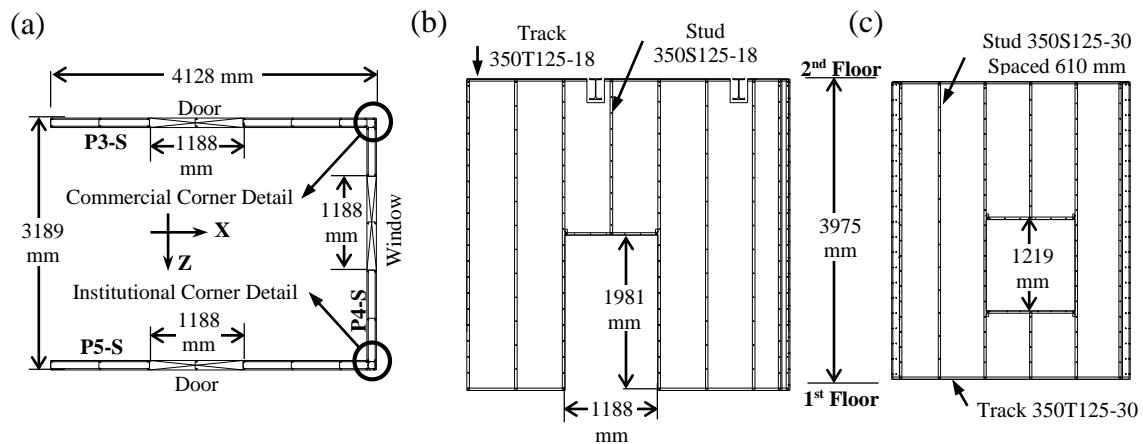 (a)
4128 mm
Door
P3-S
1188
mm
Commercial Corner Detail
3189
mm
X
Z
1188
mm
Window
Institutional Corner Detail
P4-S
1188
mm
P5-S
Door
(b)
Track
350T125-18
Stud
350S125-18
1981
mm
1188
mm
2nd Floor
3975
mm
1st Floor
(c)
Stud 350S125-30
Spaced 610 mm
1219
mm
Track 350T125-30